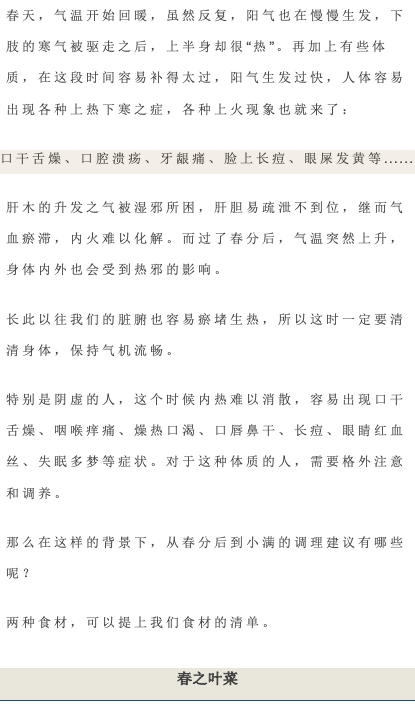 春天，气温开始回暖，虽然反复，阳气也在慢慢生发，下
肢的寒气被驱走之后，上半身却很“热”。再加上有些体
质，在这段时间容易补得太过，阳气生发过快，人体容易
出现各种上热下寒之症，各种上火现象也就来了：
口干舌燥、口腔溃疡、牙龈痛、脸上长痘、眼屎发黄等......
肝木的升发之气被湿邪所困，肝胆易疏泄不到位，继而气
血瘀滞，内火难以化解。而过了春分后，气温突然上升，
身体内外也会受到热邪的影响。
长此以往我们的脏腑也容易瘀堵生热，所以这时一定要清
清身体，保持气机流畅。
特别是阴虚的人，这个时候内热难以消散，容易出现口干
舌燥、咽喉痒痛、燥热口渴、口唇鼻干、长痘、眼睛红血
丝、失眠多梦等症状。对于这种体质的人，需要格外注意
和调养。
那么在这样的背景下，从春分后到小满的调理建议有哪些
呢？
两种食材，可以提上我们食材的清单。
春之叶菜